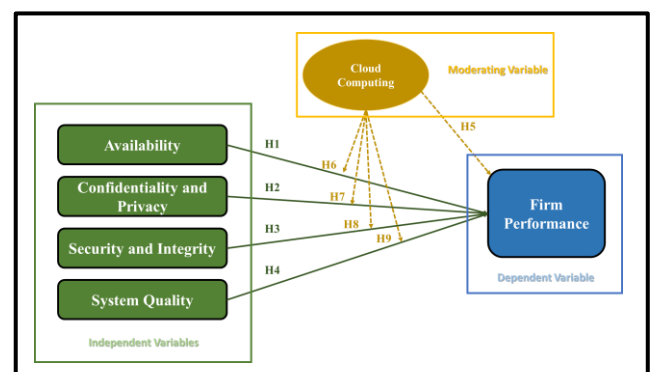 Cloud
Computing
Moderating Variable
H5
Availability
H1
H6
Confidentiality and
Privacy
H2
H7
Security and Integrity
H3
H8
System Quality
H4
H9
Independent Variables
Firm
Performance
Dependent Variable